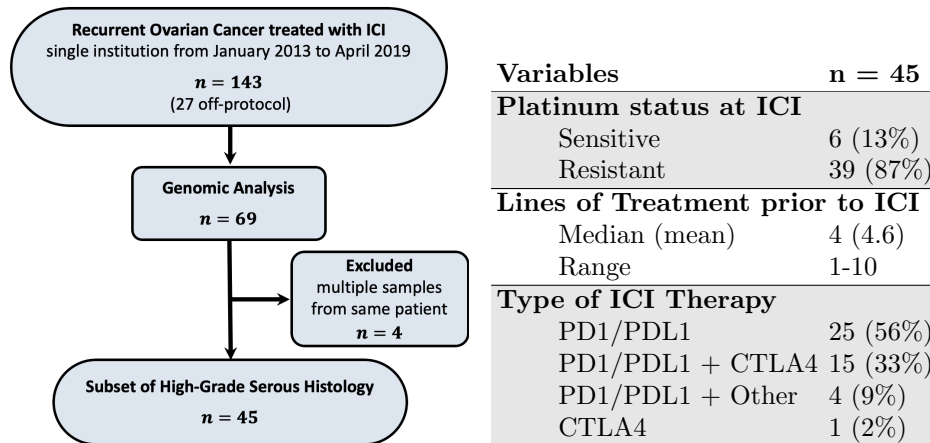 Recurrent Ovarian Cancer treated with ICI
single institution from January 2013 to April 2019
n = 143
(27 off-protocol)
Genomic Analysis
n = 69
Excluded
multiple samples
from same patient
n = 4
Subset of High-Grade Serous Histology
n = 45
Variables n = 45
Platinum status at ICI
Sensitive 6 (13%)
Resistant 39 (87%)
Lines of Treatment prior to ICI
Median (mean) 4 (4.6)
Range 1-10
Type of ICI Therapy
PD1/PDL1 25 (56%)
PD1/PDL1 + CTLA4 15 (33%)
PD1/PDL1 + Other 4 (9%)
CTLA4 1 (2%)